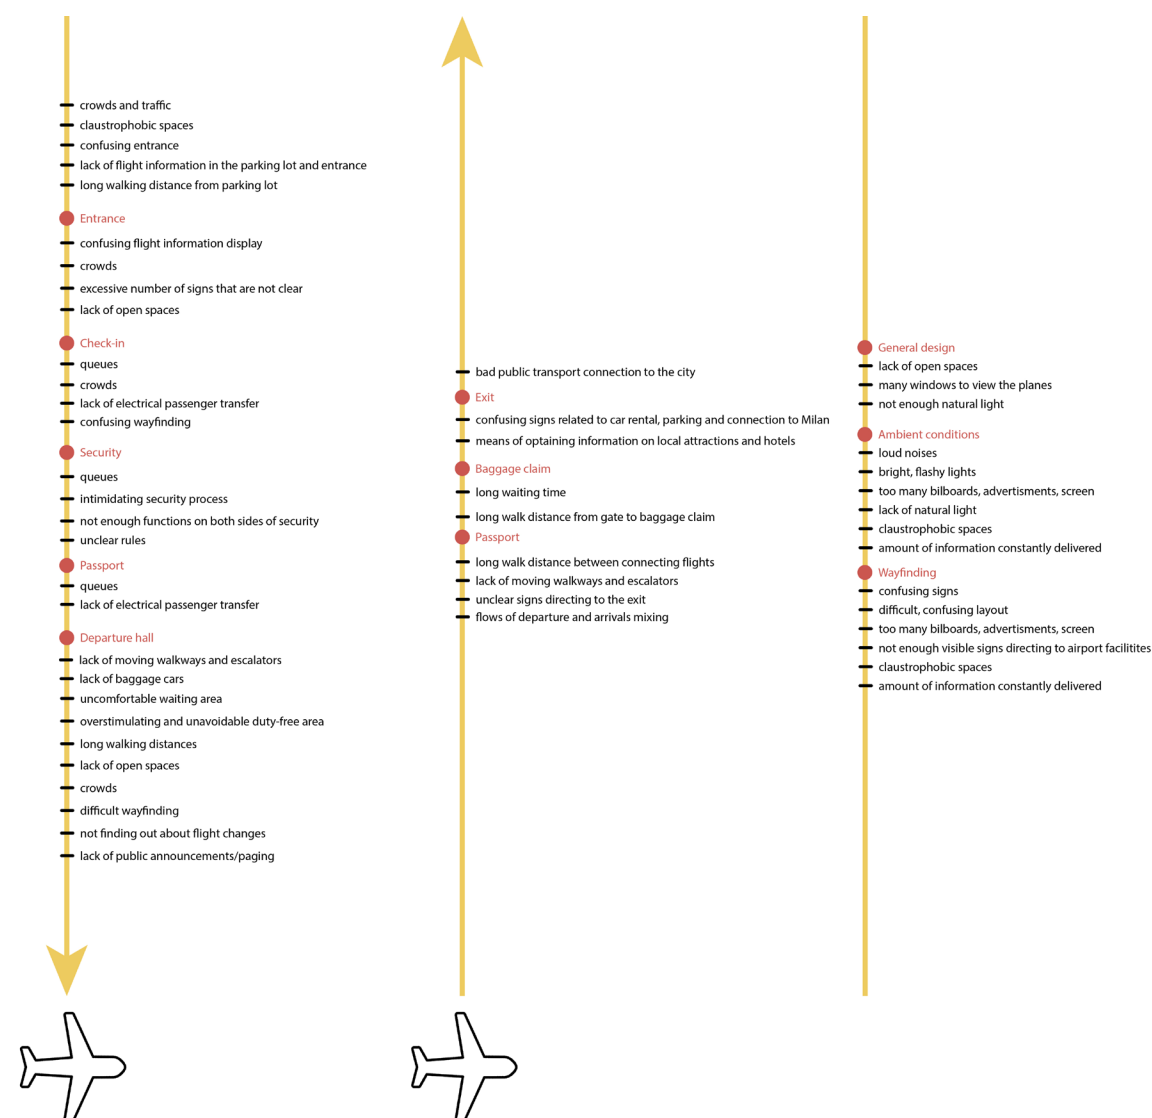 crowds and traffic
claustrophobic spaces
confusing entrance
lack of flight information in the parking lot and entrance
long walking distance from parking lot
Entrance
confusing flight information display
crowds
excessive number of signs that are not clear
lack of open spaces
Check-in
queues
crowds
lack of electrical passenger transfer
confusing wayfinding
Security
queues
intimidating security process
not enough functions on both sides of security
unclear rules
Passport
queues
lack of electrical passenger transfer
Departure hall
lack of moving walkways and escalators
lack of baggage cars
uncomfortable waiting area
overstimulating and unavoidable duty-free area
long walking distances
lack of open spaces
crowds
difficult wayfinding
not finding out about flight changes
lack of public announcements/paging
bad public transport connection to the city
Exit
confusing signs related to car rental, parking and connection to Milan
means of optaining information on local attractions and hotels
Baggage claim
long waiting time
long walk distance from gate to baggage claim
Passport
long walk distance between connecting flights
lack of moving walkways and escalators
unclear signs directing to the exit
flows of departure and arrivals mixing
General design
lack of open spaces
many windows to view the planes
not enough natural light
Ambient conditions
loud noises
bright, flashy lights
too many bilboards, advertisments, screen
lack of natural light
claustrophobic spaces
amount of information constantly delivered
Wayfinding
confusing signs
difficult, confusing layout
too many bilboards, advertisments, screen
not enough visible signs directing to airport facilitites
claustrophobic spaces
amount of information constantly delivered